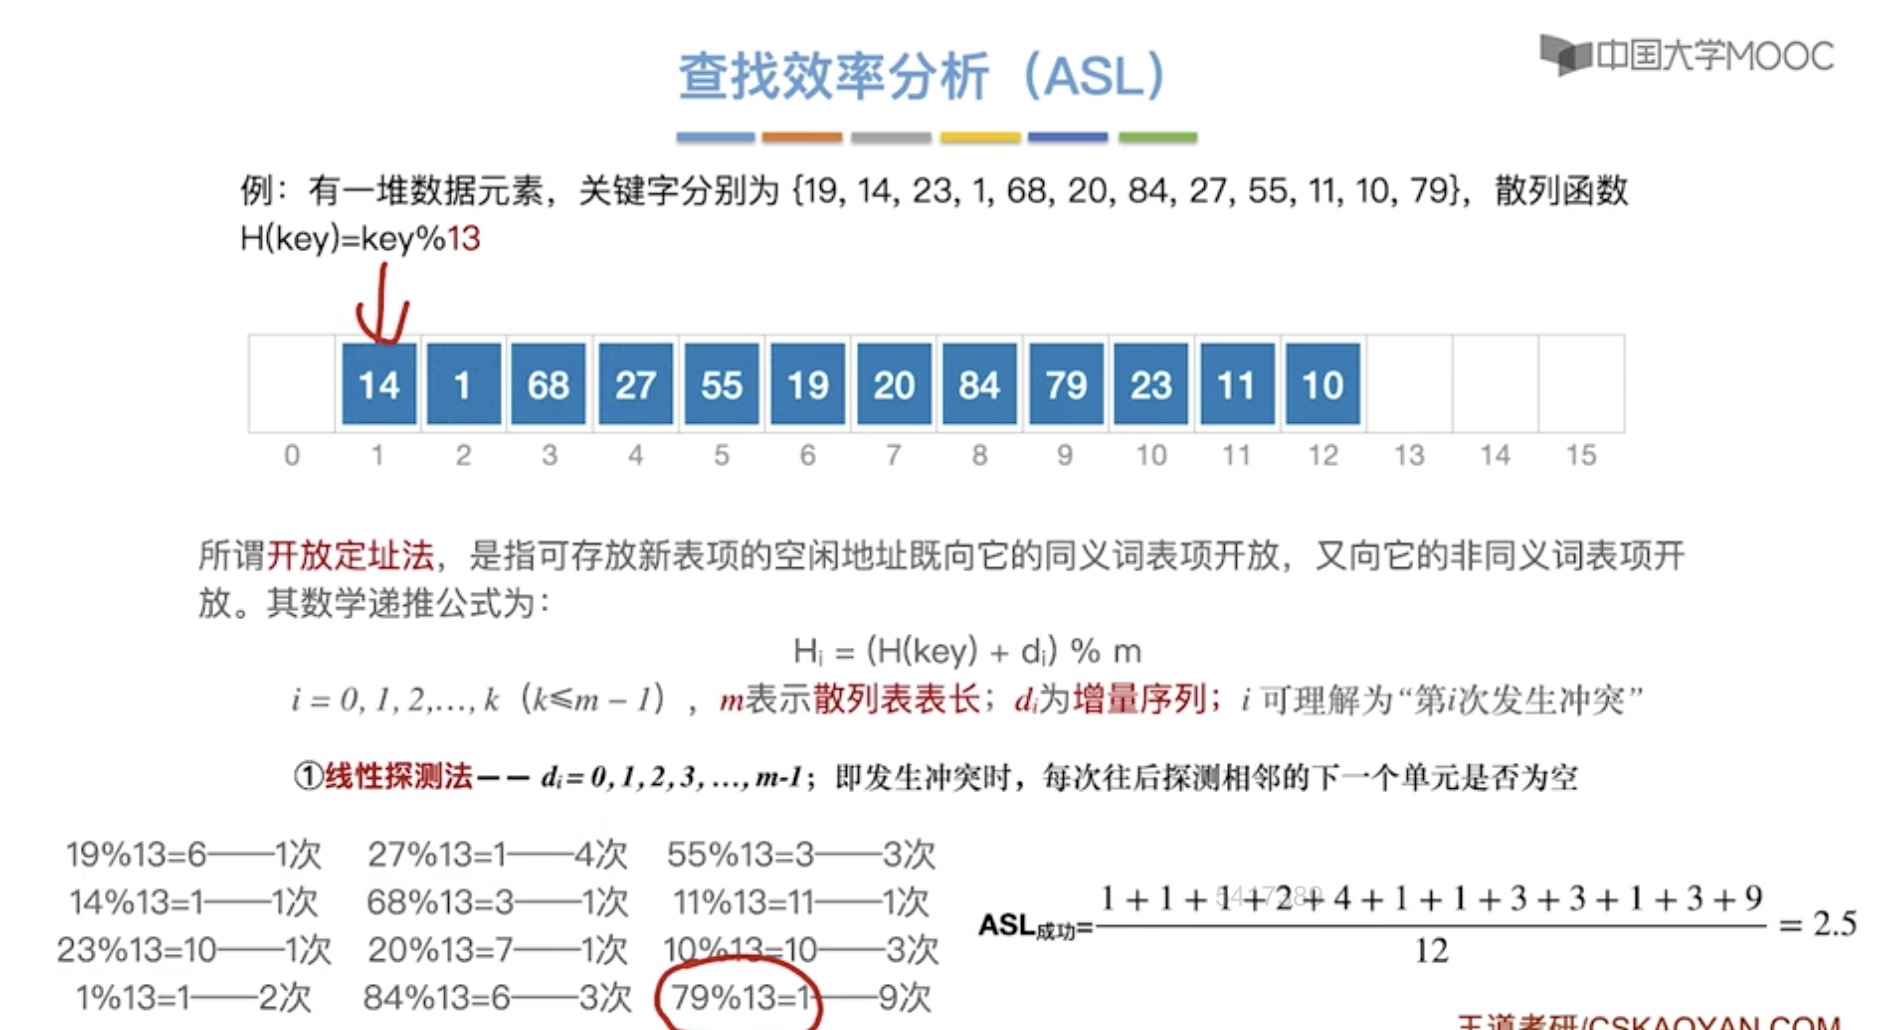 中国大学MOOC
查找效率分析（ASL）
例：有一堆数据元素，关键字分别为 {19, 14, 23, 1, 68, 20, 84, 27, 55, 11, 10, 79}，散列函数
H(key)=key%13
14 1 68 27 55 19 20 84 79 23 11 10
0 1 2 3 4 5 6 7 8 9 10 11 12 13 14 15
所谓开放定址法，是指可存放新表项的空闲地址既向它的同义词表项开放，又向它的非同义词表项开
放。其数学递推公式为：
Hᵢ = (H(key) + dᵢ) % m
i = 0, 1, 2,…, k（k≤m – 1），m表示散列表表长；dᵢ为增量序列；i 可理解为“第i次发生冲突”
①线性探测法—— dᵢ = 0, 1, 2, 3, …, m-1；即发生冲突时，每次往后探测相邻的下一个单元是否为空
19%13=6——1次 27%13=1——4次 55%13=3——3次
14%13=1——1次 68%13=3——1次 11%13=11——1次
23%13=10——1次 20%13=7——1次 10%13=10——3次
1%13=1——2次 84%13=6——3次 79%13=1——9次
ASL成功= 1 + 1 + 1 + 2 + 4 + 1 + 1 + 3 + 3 + 1 + 3 + 9 / 12 = 2.5
王道考研/CSKAOYAN.COM